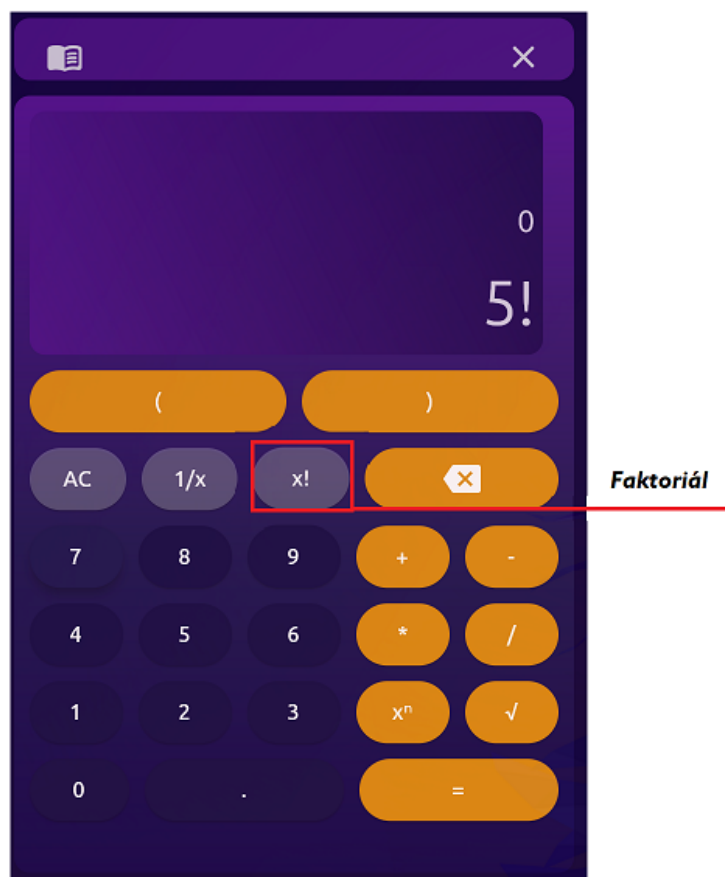 0
5!
( )
AC 1/x x!
Faktoriál
7 8 9 + -
4 5 6 * /
1 2 3 xⁿ √
0 . =